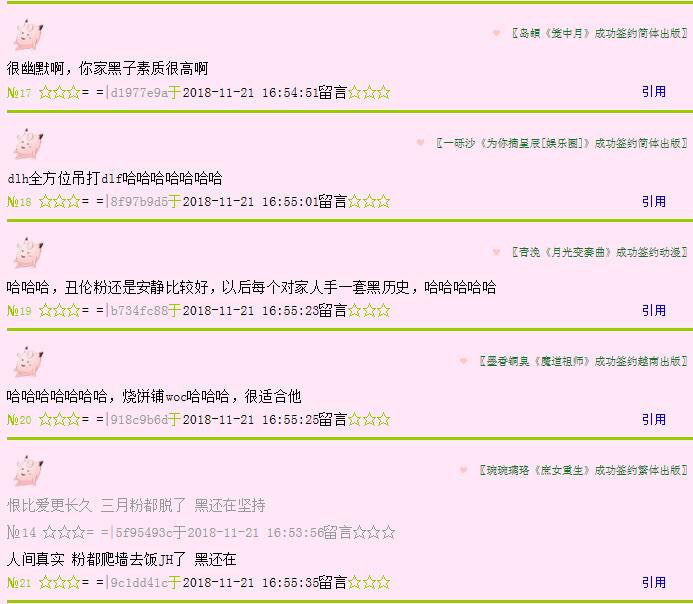 〖岛頔《笼中月》成功签约简体出版〗
很幽默啊，你家黑子素质很高啊
№17 ☆☆☆= =|d1977e9a于2018-11-21 16:54:51留言☆☆☆ 引用
〖一砾沙《为你摘星辰[娱乐圈]》成功签约简体出版〗
dlh全方位吊打dlf哈哈哈哈哈哈哈
№18 ☆☆☆= =|8f97b9d5于2018-11-21 16:55:01留言☆☆☆ 引用
〖青浼《月光变奏曲》成功签约动漫〗
哈哈哈，丑伦粉还是安静比较好，以后每个对家人手一套黑历史，哈哈哈哈哈
№19 ☆☆☆= =|b734fc88于2018-11-21 16:55:23留言☆☆☆ 引用
〖墨香铜臭《魔道祖师》成功签约越南出版〗
哈哈哈哈哈哈哈，烧饼铺woc哈哈哈，很适合他
№20 ☆☆☆= =|918c9b6d于2018-11-21 16:55:25留言☆☆☆ 引用
〖琬琬璃珞《庶女重生》成功签约繁体出版〗
恨比爱更长久 三月粉都脱了 黑还在坚持
№14 ☆☆☆= =|5f95493c于2018-11-21 16:53:56留言☆☆☆
人间真实 粉都爬墙去饭JH了 黑还在
№21 ☆☆☆= =|9c1dd41c于2018-11-21 16:55:35留言☆☆☆ 引用